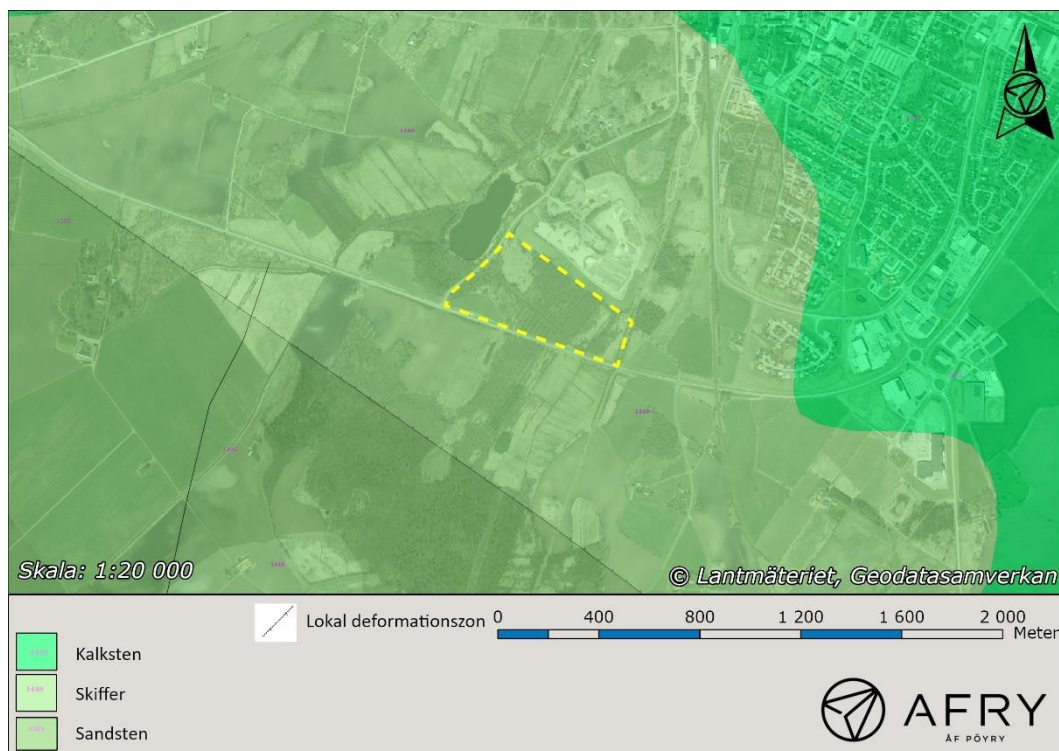 Skala: 1:20 000
© Lantmäteriet, Geodatasamverkan
Lokal deformationszon
0 400 800 1 200 1 600 2 000
Meter
Kalksten
Skiffer
Sandsten
AFRY
ÅF PÖYRY